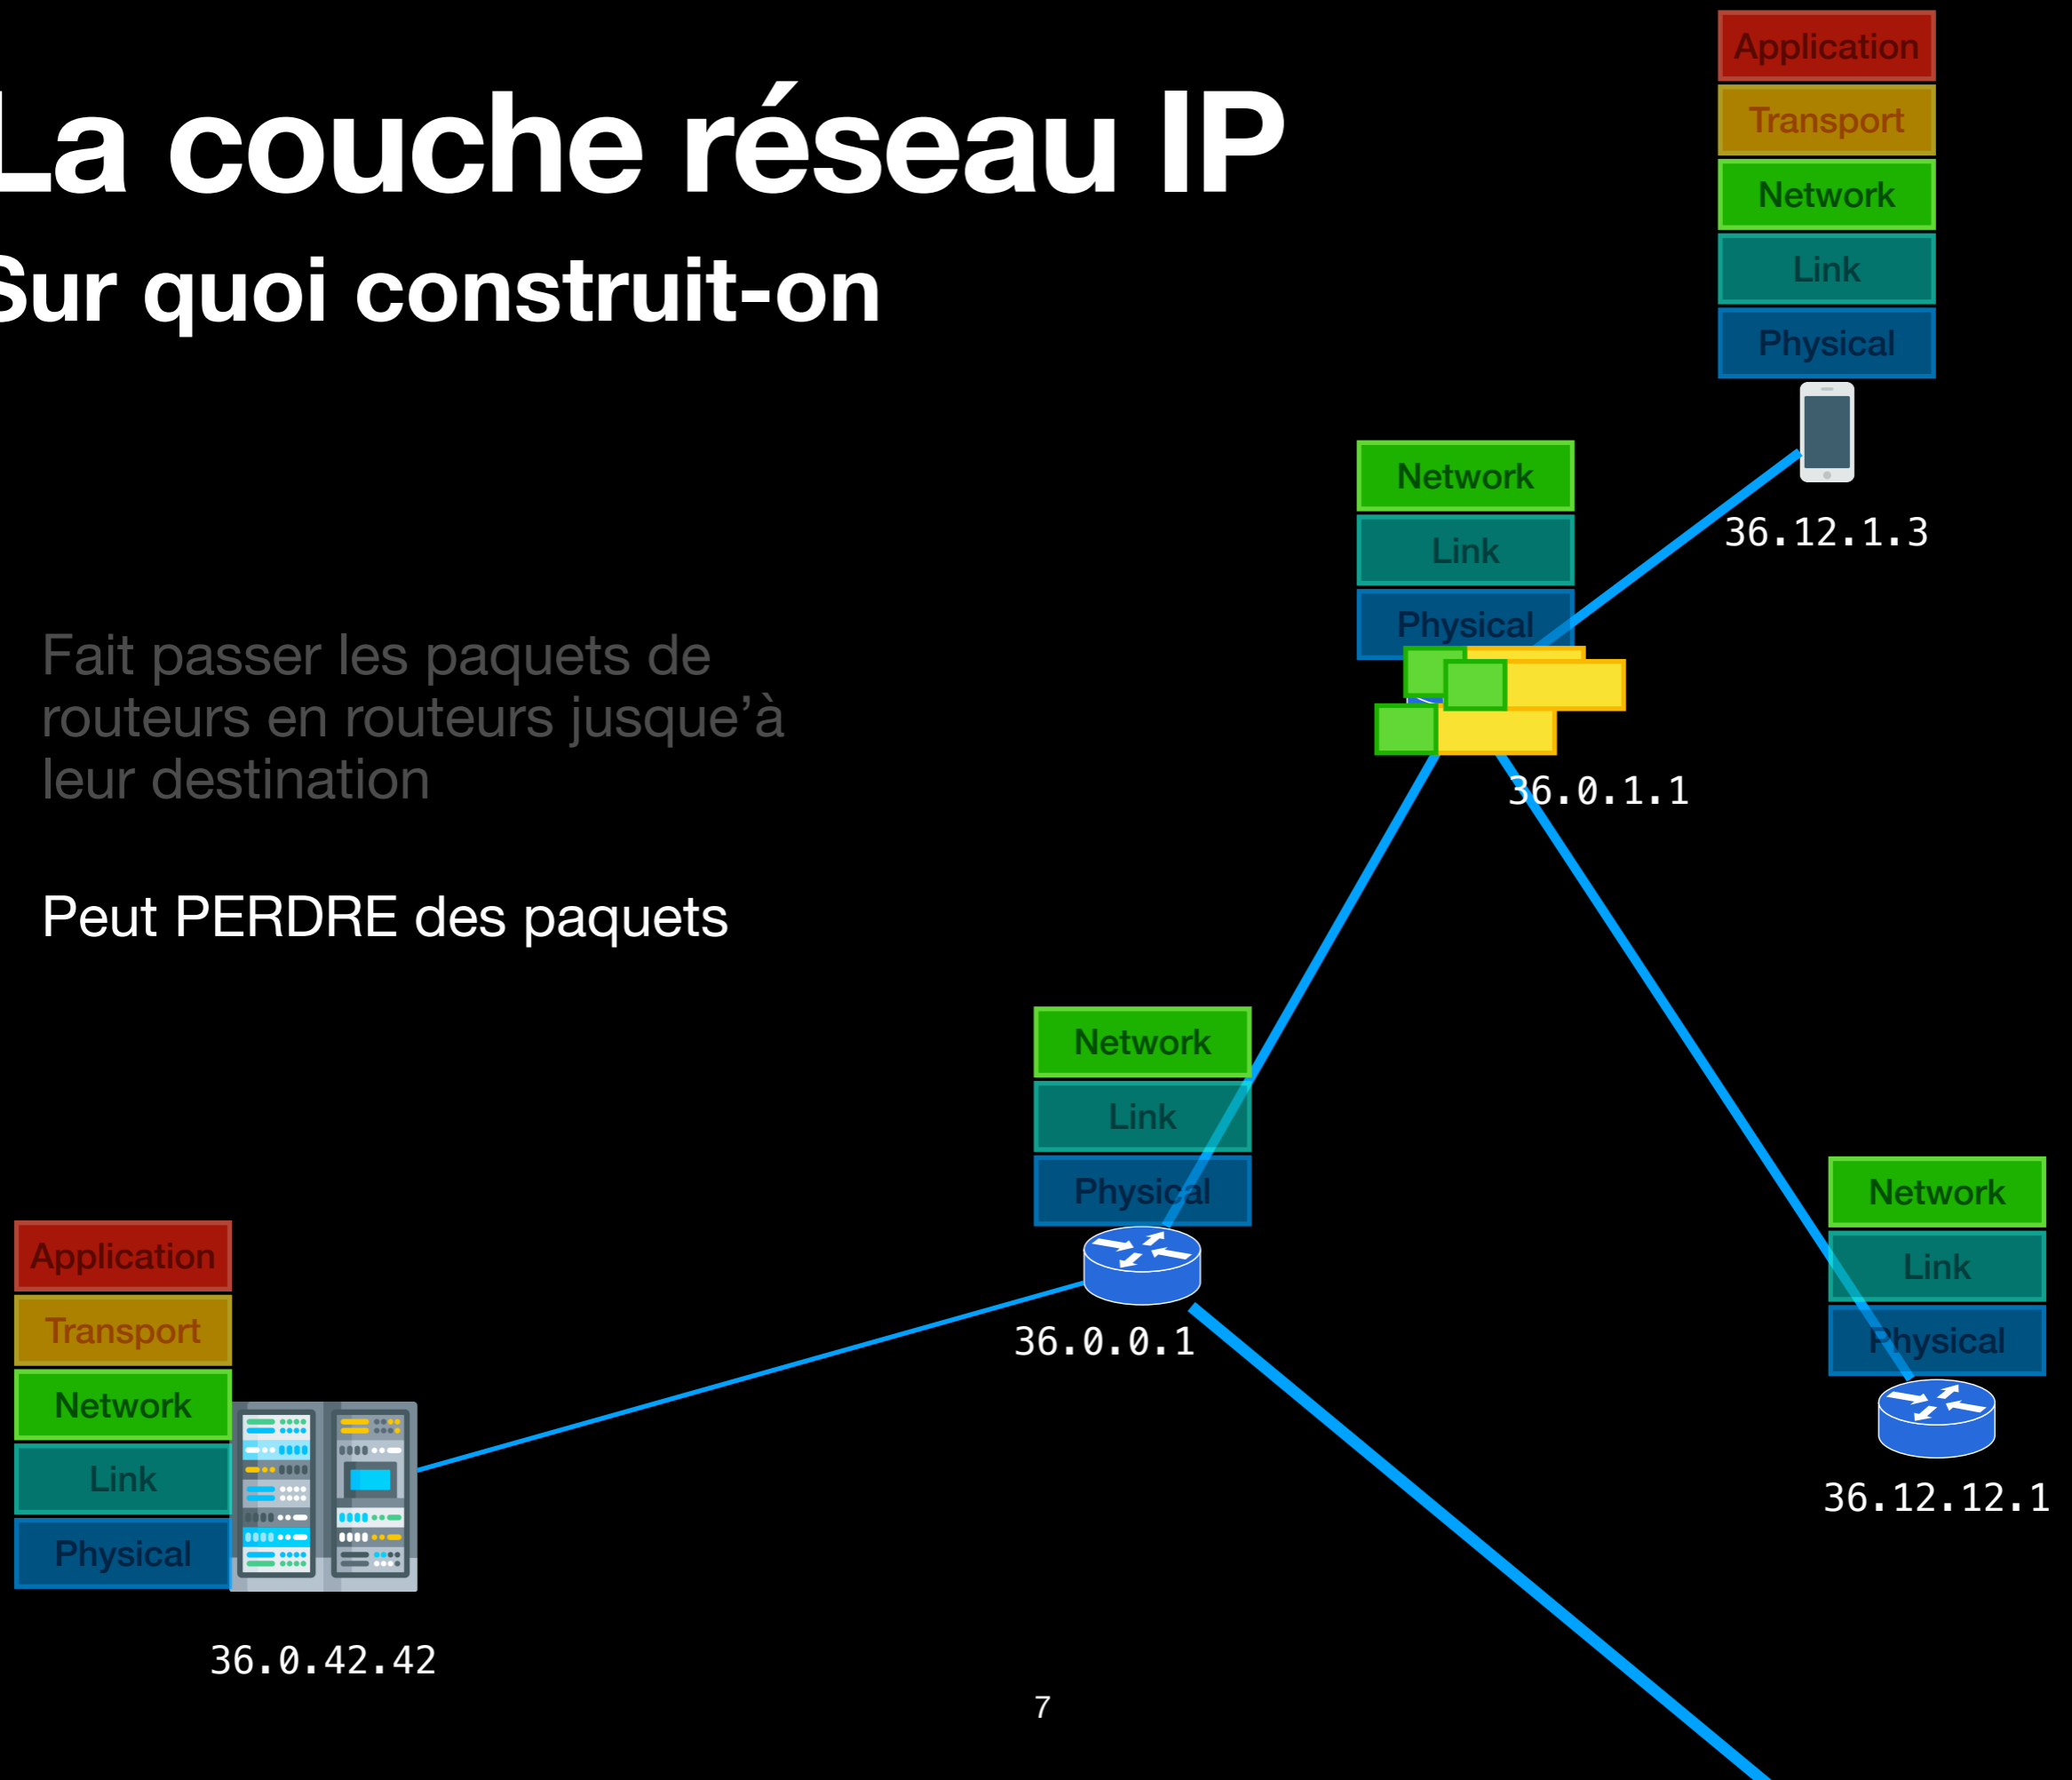 La couche réseau IP
Sur quoi construit-on
Fait passer les paquets de
routeurs en routeurs jusque’à
leur destination
Peut PERDRE des paquets
Application
Transport
Network
Link
Physical
36.12.1.3
Network
Link
Physical
36.0.1.1
Network
Link
Physical
36.0.0.1
Network
Link
Physical
36.12.12.1
Application
Transport
Network
Link
Physical
36.0.42.42
7